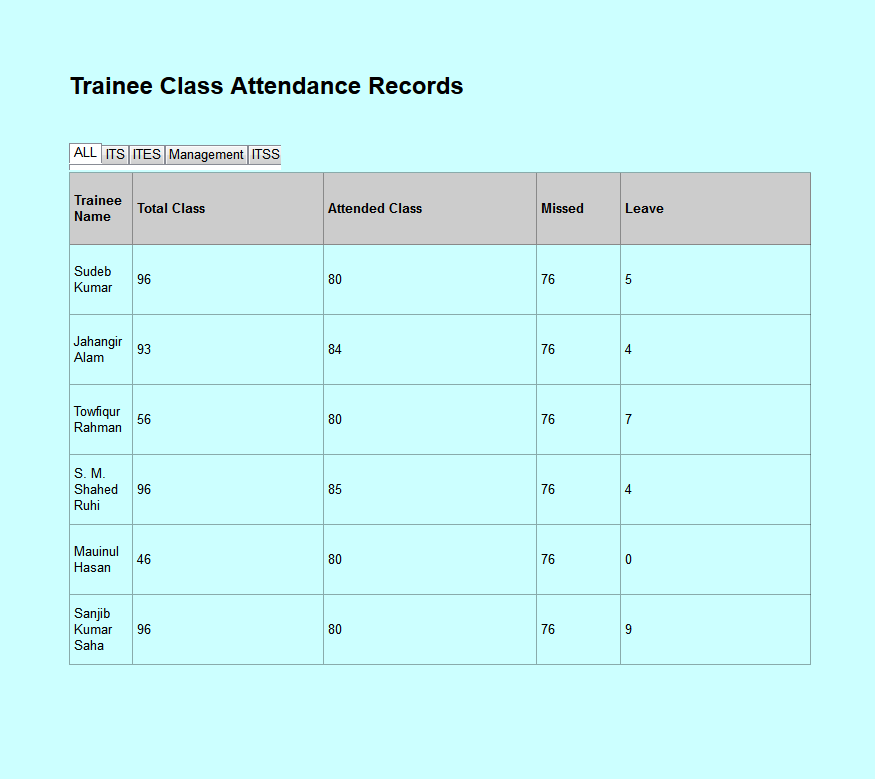 Trainee Class Attendance Records
ALL ITS ITES Management ITSS
Trainee Name Total Class Attended Class Missed Leave
Sudeb Kumar 96 80 76 5
Jahangir Alam 93 84 76 4
Towfiqur Rahman 56 80 76 7
S. M. Shahed Ruhi 96 85 76 4
Mauinul Hasan 46 80 76 0
Sanjib Kumar Saha 96 80 76 9